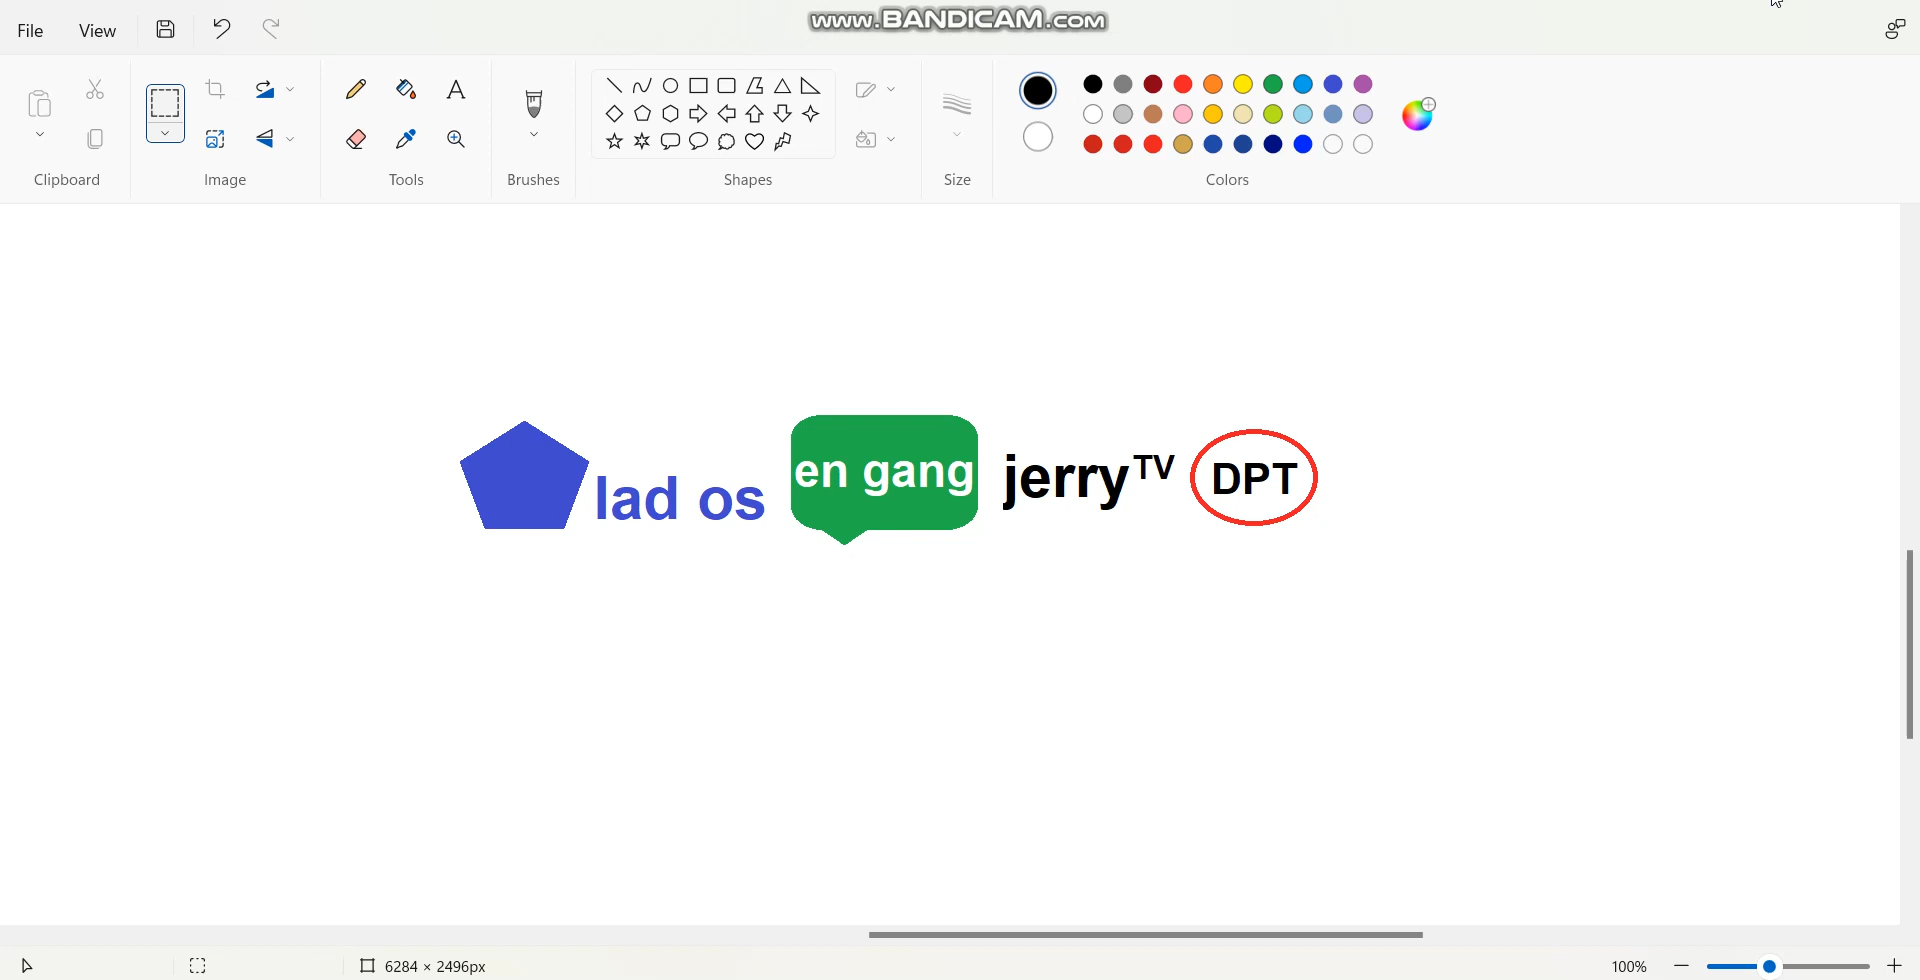 File View
www.BANDICAM.com
Clipboard
Image
Tools
Brushes
Shapes
Size
Colors
lad os
en gang
jerryTV
DPT
6284 × 2496px
100%